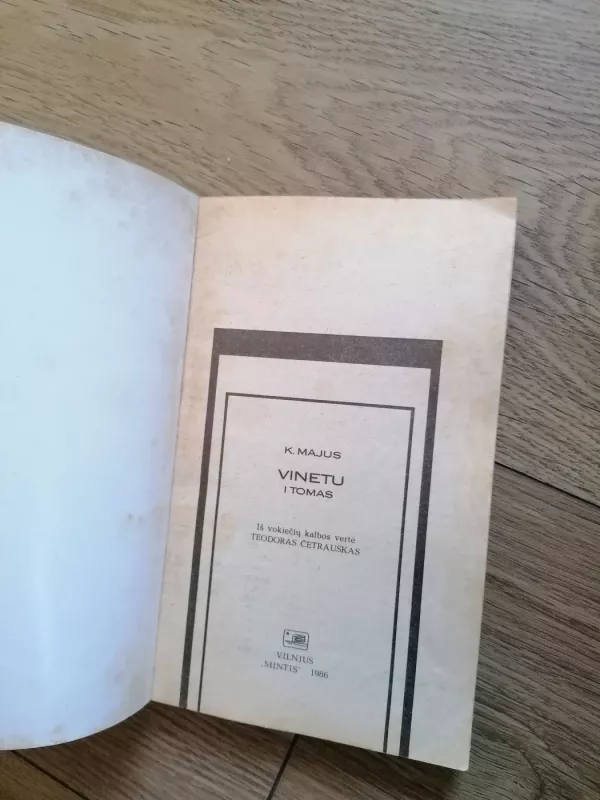 K. MAJUS
VINETU
I TOMAS
Iš vokiečių kalbos vertė
TEODORAS ČETRAUSKAS
VILNIUS
„MINTIS“ 1986